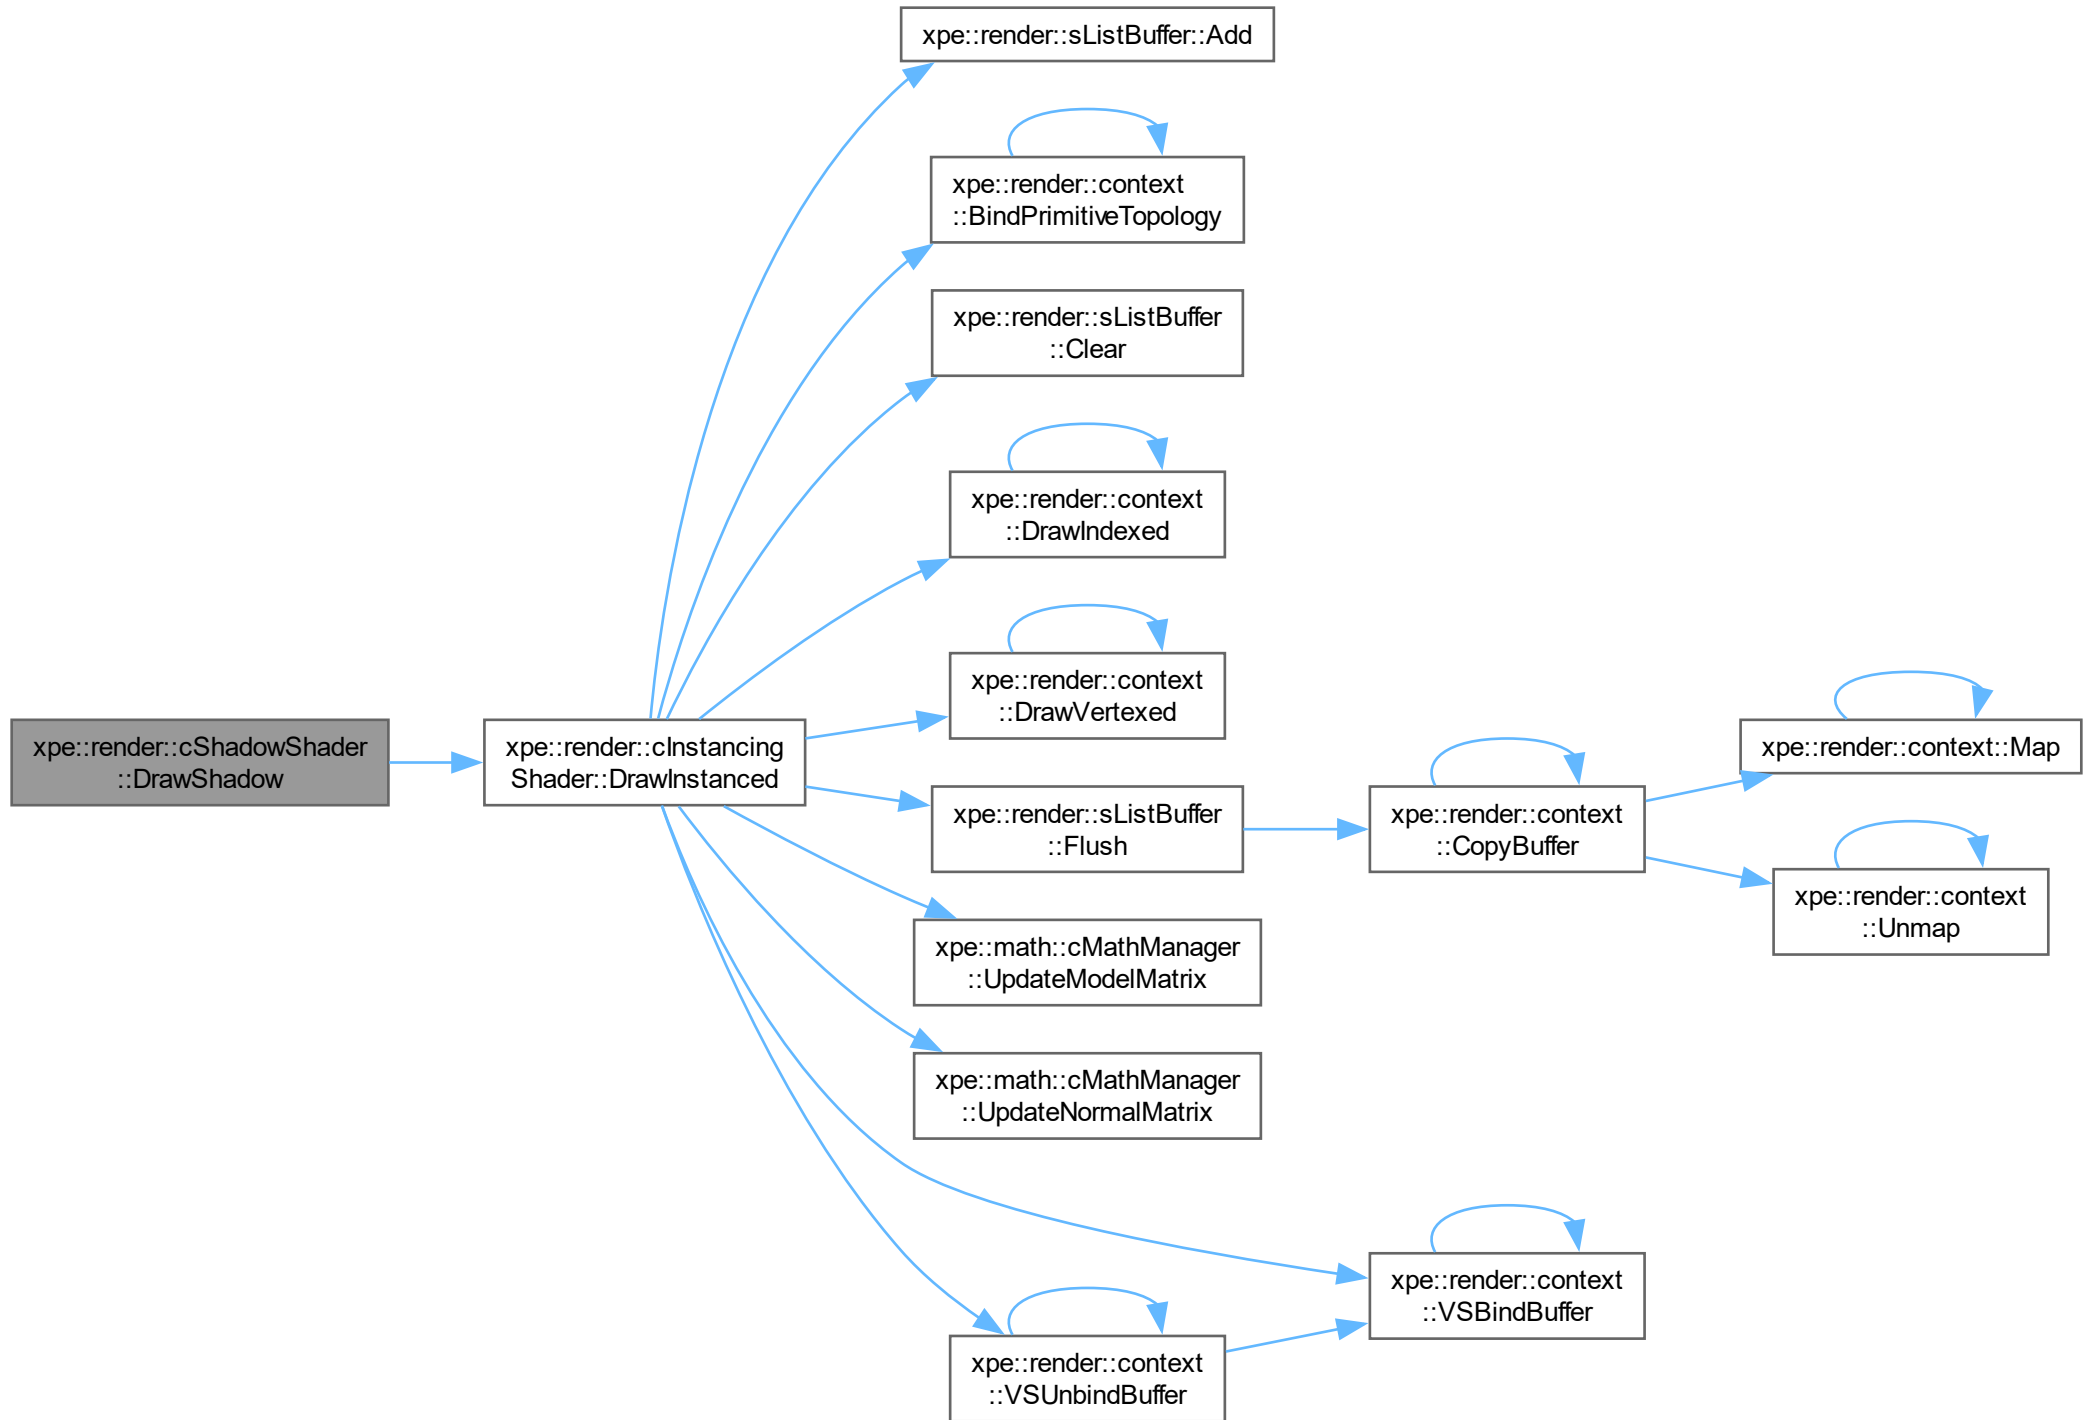 xpe::render::sListBuffer::Add
xpe::render::context
::BindPrimitiveTopology
xpe::render::sListBuffer
::Clear
xpe::render::context
::DrawIndexed
xpe::render::context
::DrawVertexed
xpe::render::cShadowShader
::DrawShadow
xpe::render::cInstancing
Shader::DrawInstanced
xpe::render::sListBuffer
::Flush
xpe::render::context
::CopyBuffer
xpe::render::context::Map
xpe::render::context
::Unmap
xpe::math::cMathManager
::UpdateModelMatrix
xpe::math::cMathManager
::UpdateNormalMatrix
xpe::render::context
::VSBindBuffer
xpe::render::context
::VSUnbindBuffer